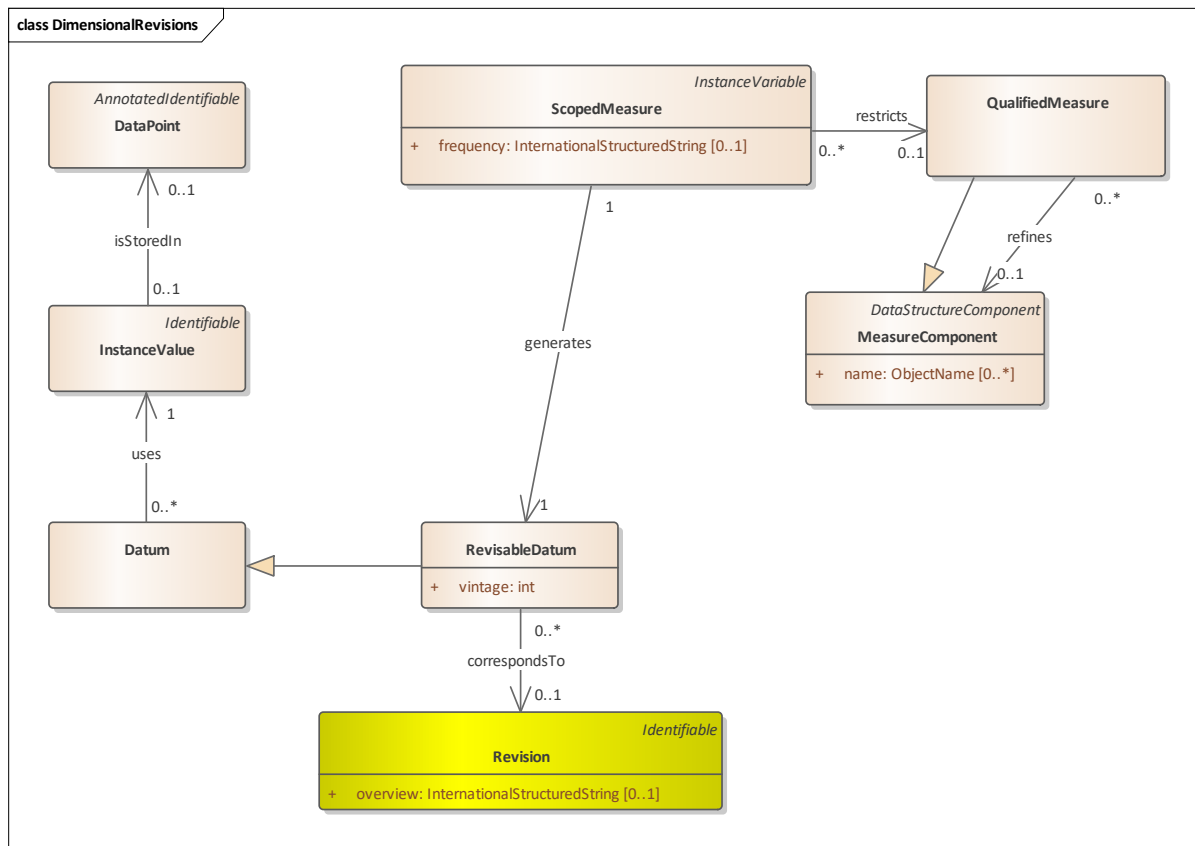 class DimensionalRevisions
AnnotatedIdentifiable
DataPoint
InstanceVariable
ScopedMeasure
+ frequency: InternationalStructuredString [0..1]
QualifiedMeasure
restricts
0..*
0..1
0..1
isStoredIn
0..1
1
0..*
refines
0..1
Identifiable
InstanceValue
DataStructureComponent
MeasureComponent
+ name: ObjectName [0..*]
generates
1
uses
0..*
1
Datum
RevisableDatum
+ vintage: int
0..*
correspondsTo
0..1
Identifiable
Revision
+ overview: InternationalStructuredString [0..1]